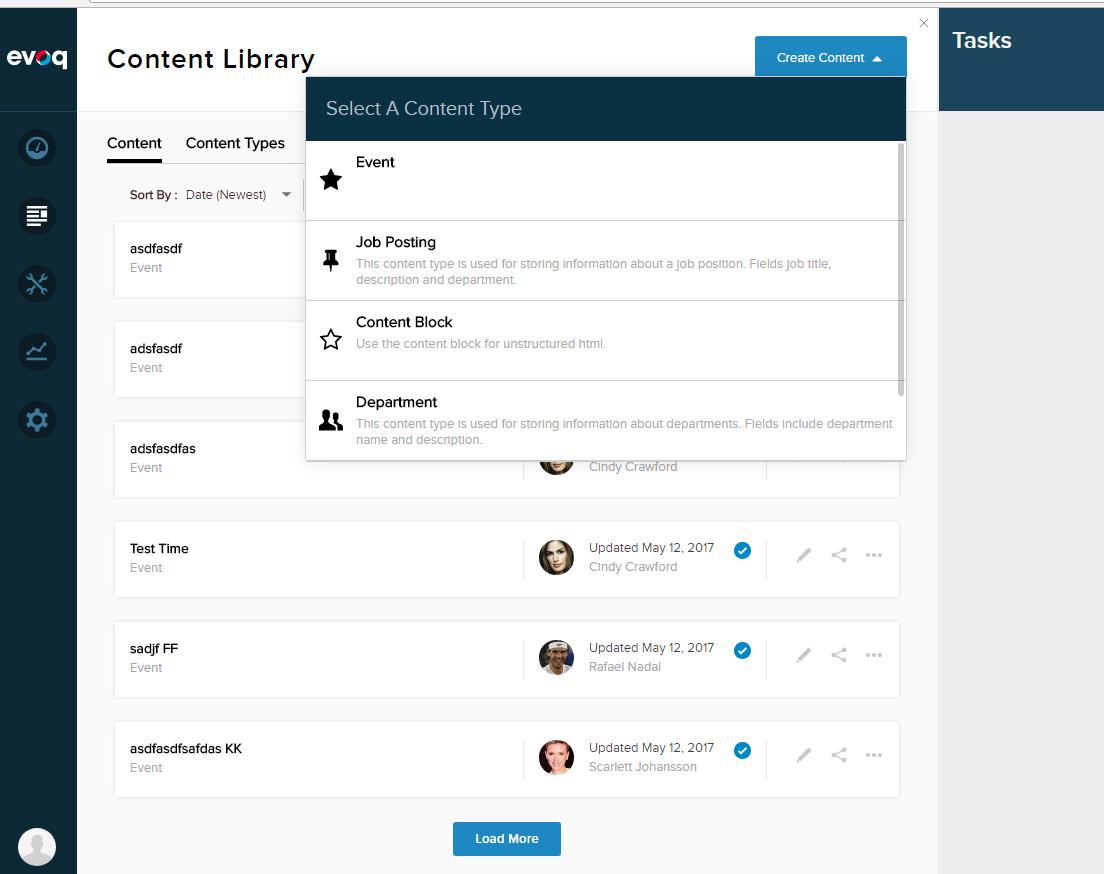 evoq
Content Library
Create Content
Tasks
Select A Content Type
Content
Content Types
Event
Sort By : Date (Newest)
Job Posting
This content type is used for storing information about a job position. Fields job title,
description and department.
asdfasdf
Event
Content Block
Use the content block for unstructured html.
adsfasdf
Event
Department
This content type is used for storing information about departments. Fields include department
name and description.
adsfasdfas
Event
Cindy Crawford
Test Time
Event
Updated May 12, 2017
Cindy Crawford
sadjf FF
Event
Updated May 12, 2017
Rafael Nadal
asdfasdfsafdas KK
Event
Updated May 12, 2017
Scarlett Johansson
Load More